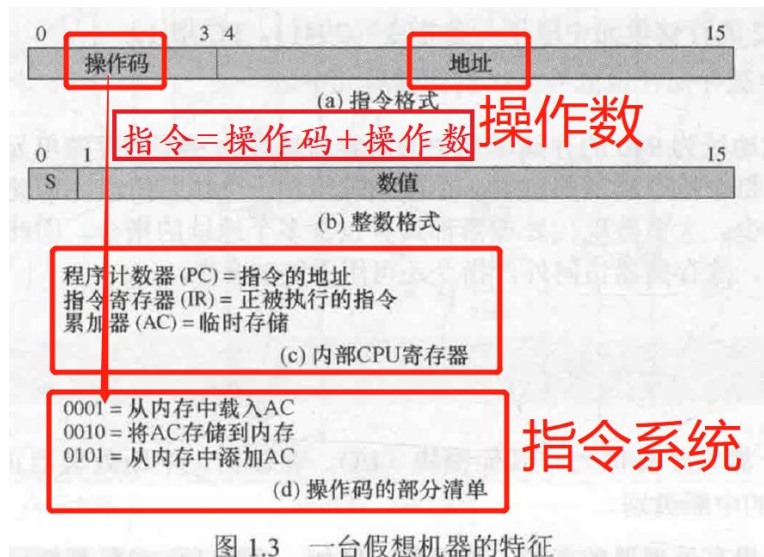 0 3 4 15
操作码 地址
(a) 指令格式
操作数
指令=操作码+操作数
0 1 15
S 数值
(b) 整数格式
程序计数器(PC)=指令的地址
指令寄存器(IR)=正被执行的指令
累加器(AC)=临时存储
(c) 内部CPU寄存器
0001=从内存中载入AC
0010=将AC存储到内存
0101=从内存中添加AC
指令系统
(d) 操作码的部分清单
图 1.3 一台假想机器的特征